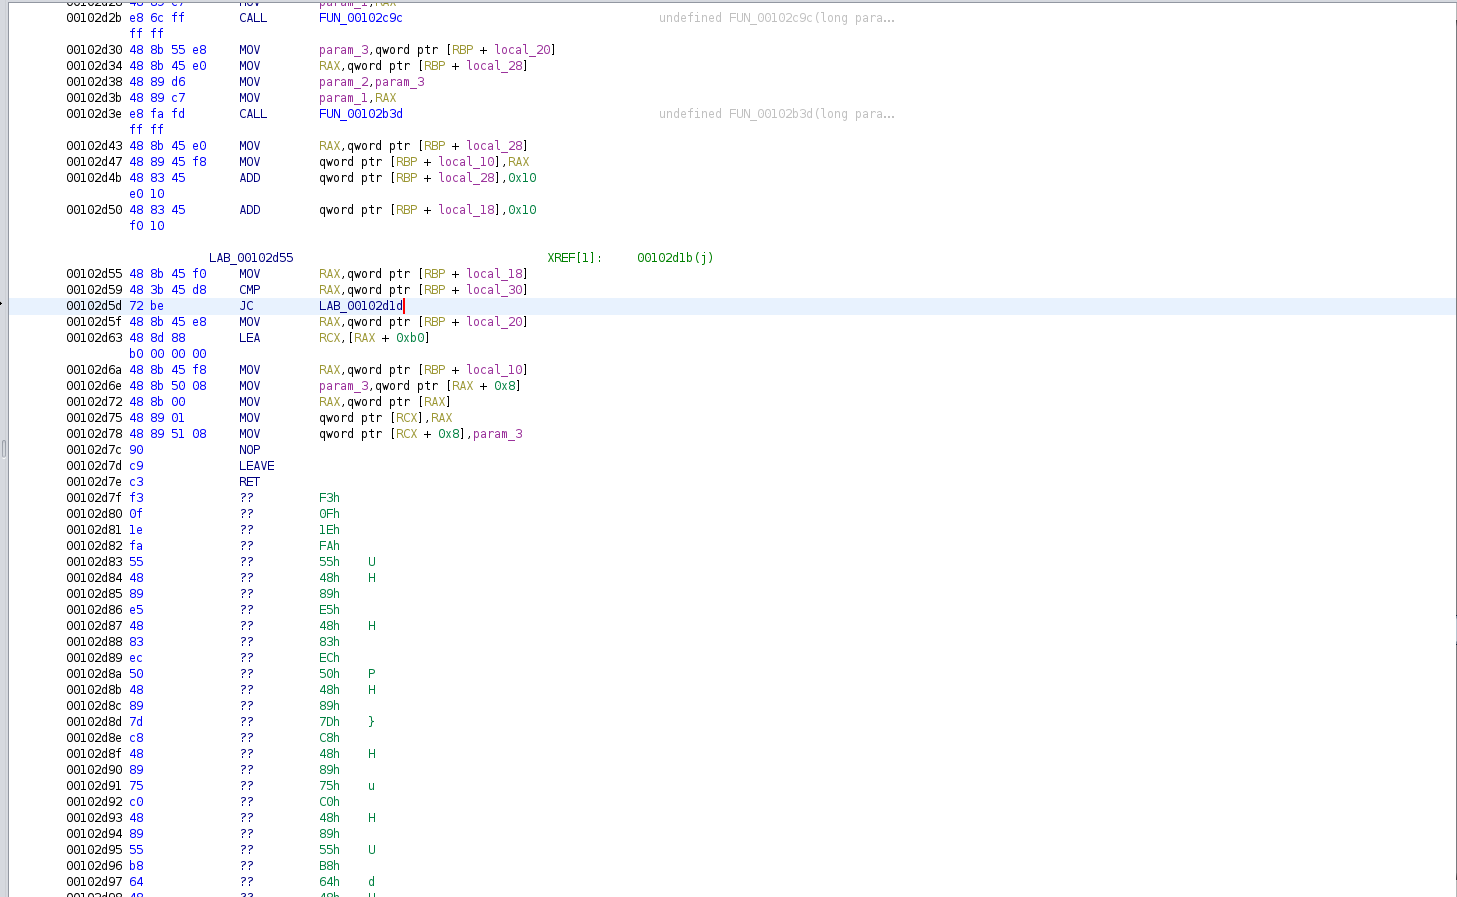 00102d2b e8 6c ff CALL FUN_00102c9c undefined FUN_00102c9c(long para...
ff ff
00102d30 48 8b 55 e8 MOV param_3,qword ptr [RBP + local_20]
00102d34 48 8b 45 e0 MOV RAX,qword ptr [RBP + local_28]
00102d38 48 89 d6 MOV param_2,param_3
00102d3b 48 89 c7 MOV param_1,RAX
00102d3e e8 fa fd CALL FUN_00102b3d undefined FUN_00102b3d(long para...
ff ff
00102d43 48 8b 45 e0 MOV RAX,qword ptr [RBP + local_28]
00102d47 48 89 45 f8 MOV qword ptr [RBP + local_10],RAX
00102d4b 48 83 45 ADD qword ptr [RBP + local_28],0x10
e0 10
00102d50 48 83 45 ADD qword ptr [RBP + local_18],0x10
f0 10
LAB_00102d55 XREF[1]: 00102d1b(j)
00102d55 48 8b 45 f0 MOV RAX,qword ptr [RBP + local_18]
00102d59 48 3b 45 d8 CMP RAX,qword ptr [RBP + local_30]
00102d5d 72 be JC LAB_00102d1d
00102d5f 48 8b 45 e8 MOV RAX,qword ptr [RBP + local_20]
00102d63 48 8d 88 LEA RCX,[RAX + 0xb0]
b0 00 00 00
00102d6a 48 8b 45 f8 MOV RAX,qword ptr [RBP + local_10]
00102d6e 48 8b 50 08 MOV param_3,qword ptr [RAX + 0x8]
00102d72 48 8b 00 MOV RAX,qword ptr [RAX]
00102d75 48 89 01 MOV qword ptr [RCX],RAX
00102d78 48 89 51 08 MOV qword ptr [RCX + 0x8],param_3
00102d7c 90 NOP
00102d7d c9 LEAVE
00102d7e c3 RET
00102d7f f3 ?? F3h
00102d80 0f ?? 0Fh
00102d81 1e ?? 1Eh
00102d82 fa ?? FAh
00102d83 55 ?? 55h U
00102d84 48 ?? 48h H
00102d85 89 ?? 89h
00102d86 e5 ?? E5h
00102d87 48 ?? 48h H
00102d88 83 ?? 83h
00102d89 ec ?? ECh
00102d8a 50 ?? 50h P
00102d8b 48 ?? 48h H
00102d8c 89 ?? 89h
00102d8d 7d ?? 7Dh }
00102d8e c8 ?? C8h
00102d8f 48 ?? 48h H
00102d90 89 ?? 89h
00102d91 75 ?? 75h u
00102d92 c0 ?? C0h
00102d93 48 ?? 48h H
00102d94 89 ?? 89h
00102d95 55 ?? 55h U
00102d96 b8 ?? B8h
00102d97 64 ?? 64h d